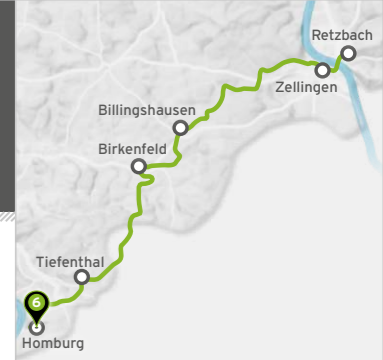 Retzbach
Zellingen
Billingshausen
Birkenfeld
Tiefenthal
6
Homburg